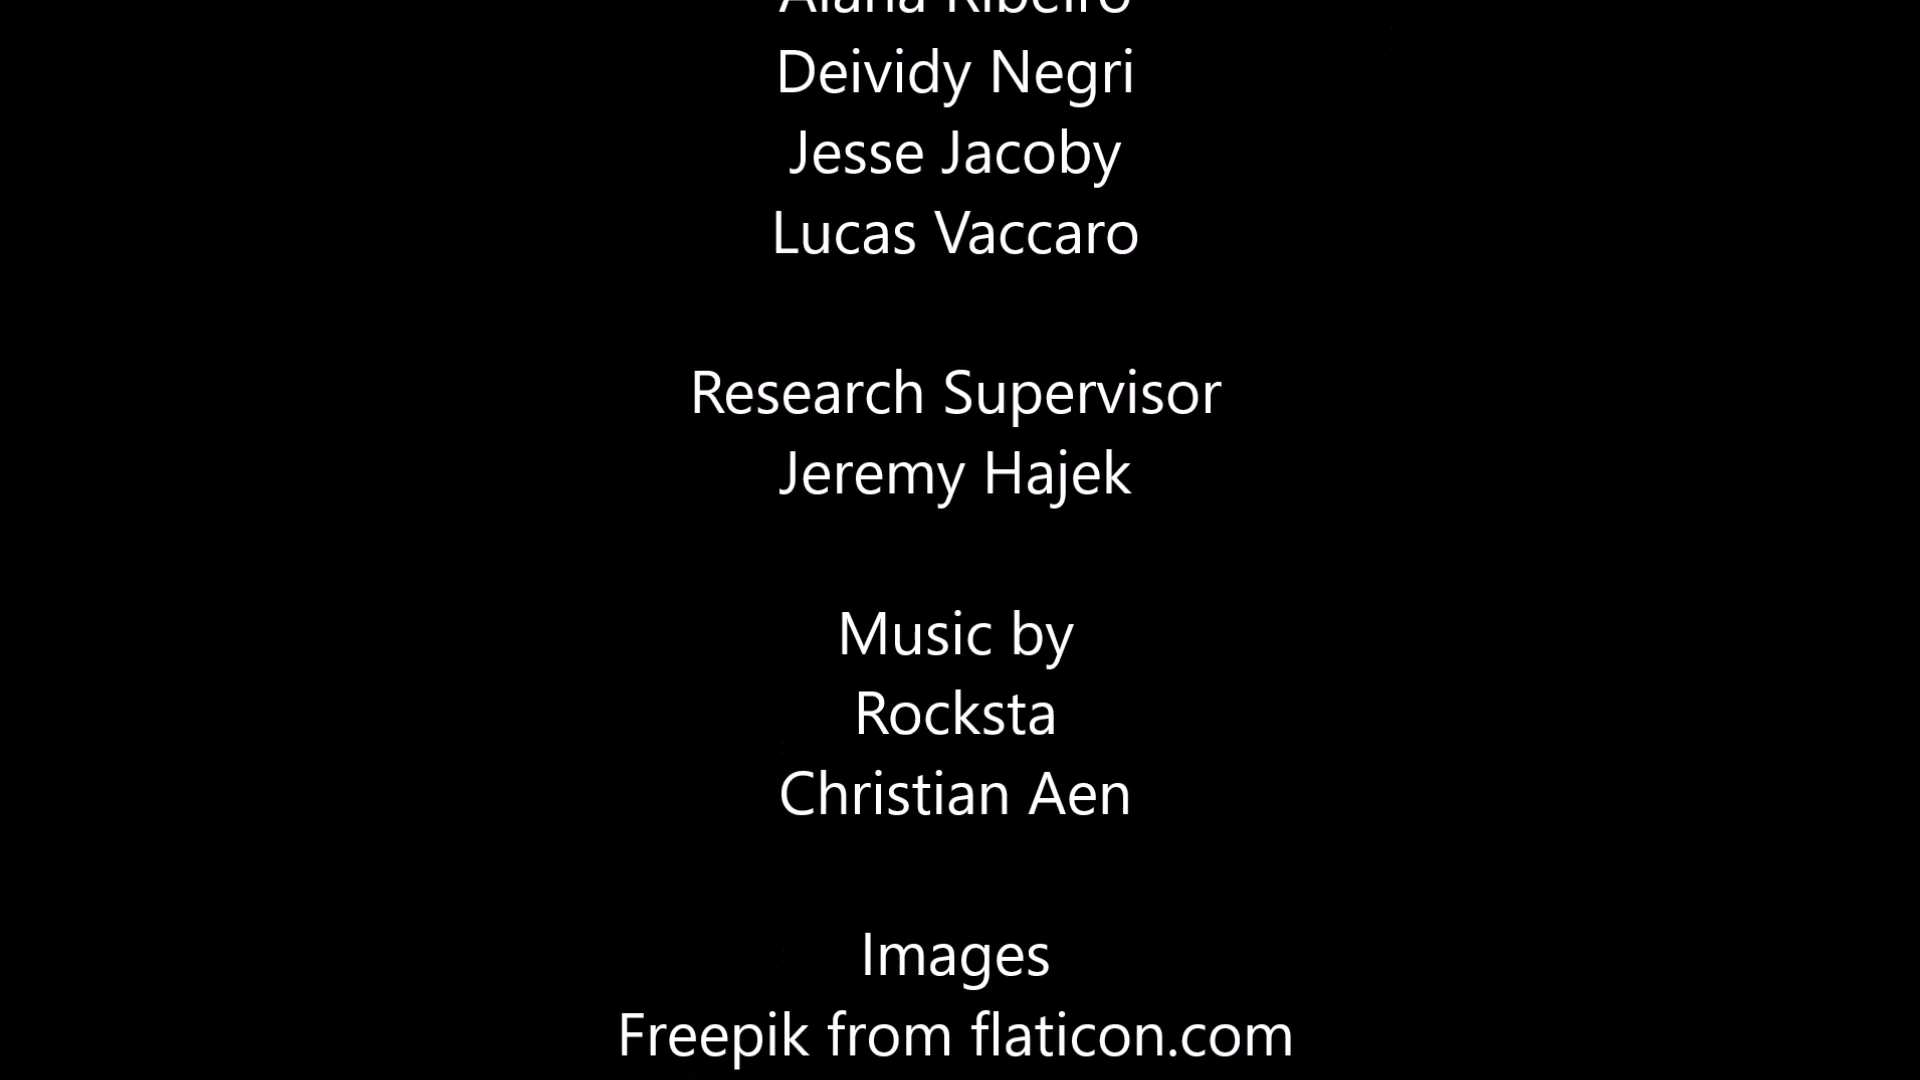 Ribeiro
Deividy Negri
Jesse Jacoby
Lucas Vaccaro
Research Supervisor
Jeremy Hajek
Music by
Rocksta
Christian Aen
Images
Freepik from flaticon.com